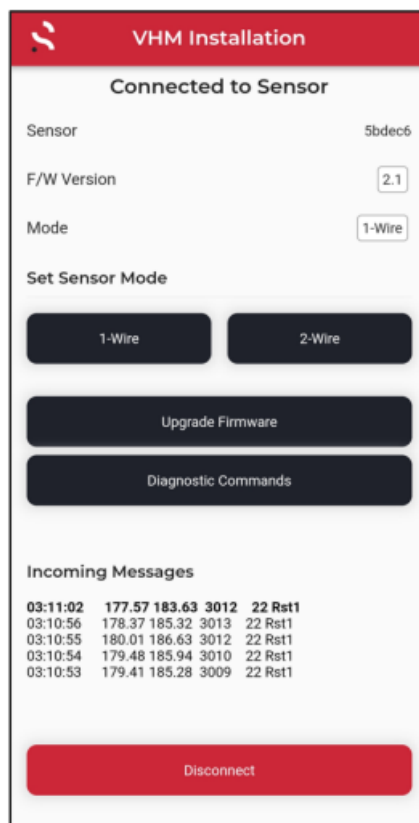 VHM Installation
Connected to Sensor
Sensor 5bdec6
F/W Version 2.1
Mode 1-Wire
Set Sensor Mode
1-Wire 2-Wire
Upgrade Firmware
Diagnostic Commands
Incoming Messages
03:11:02 177.57 183.63 3012 22 Rst1
03:10:56 178.37 185.32 3013 22 Rst1
03:10:55 180.01 186.63 3012 22 Rst1
03:10:54 179.48 185.94 3010 22 Rst1
03:10:53 179.41 185.28 3009 22 Rst1
Disconnect